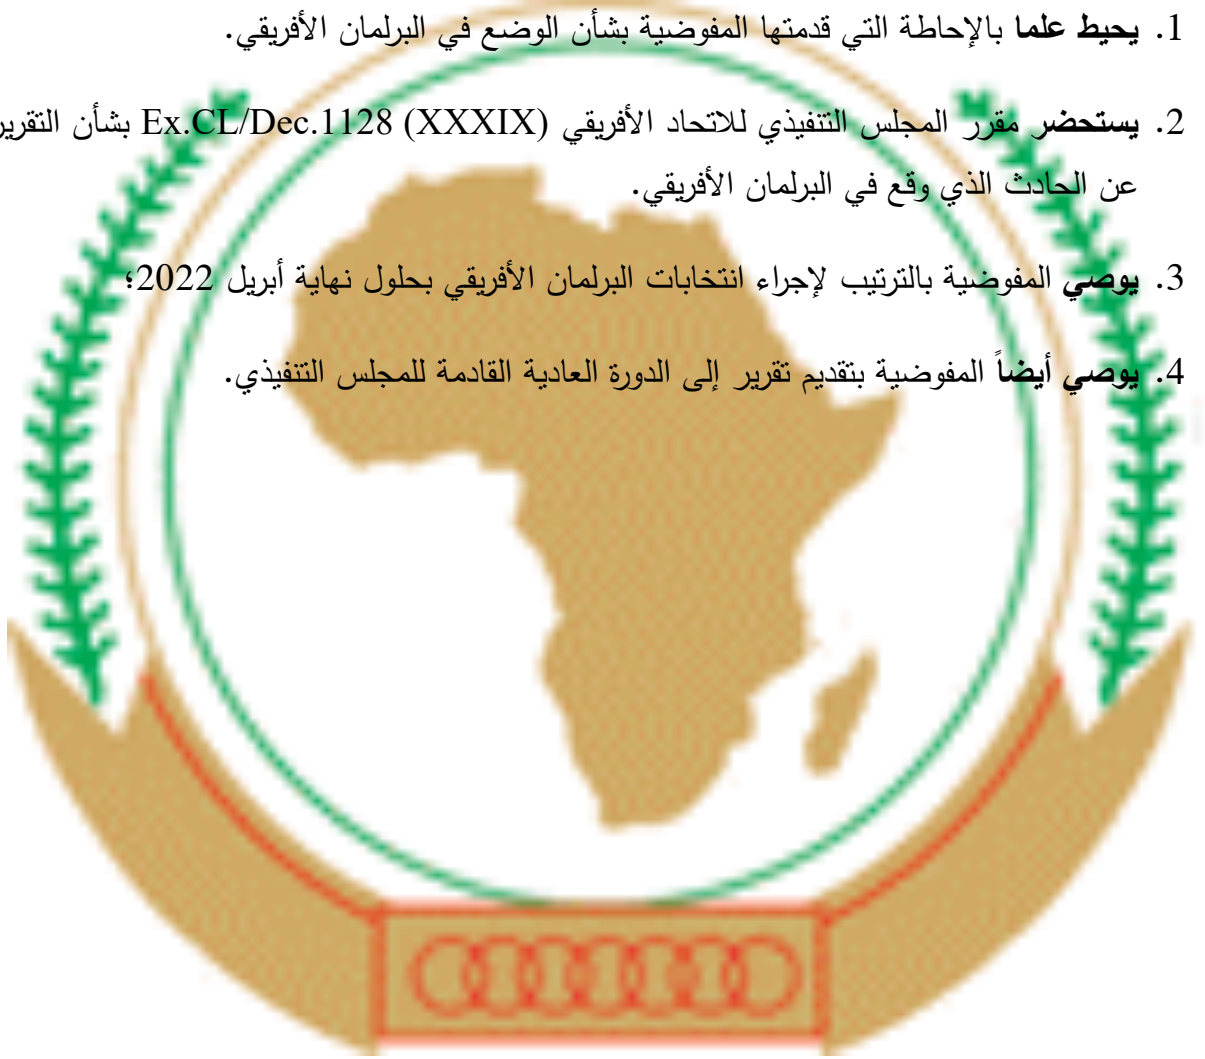 1. يحيط علما بالإحاطة التي قدمتها المفوضية بشأن الوضع في البرلمان الأفريقي.
2. يستحضر مقرر المجلس التنفيذي للاتحاد الأفريقي Ex.CL/Dec.1128 (XXXIX) بشأن التقرير
عن الحادث الذي وقع في البرلمان الأفريقي.
3. يوصي المفوضية بالترتيب لإجراء انتخابات البرلمان الأفريقي بحلول نهاية أبريل 2022؛
4. يوصي أيضاً المفوضية بتقديم تقرير إلى الدورة العادية القادمة للمجلس التنفيذي.